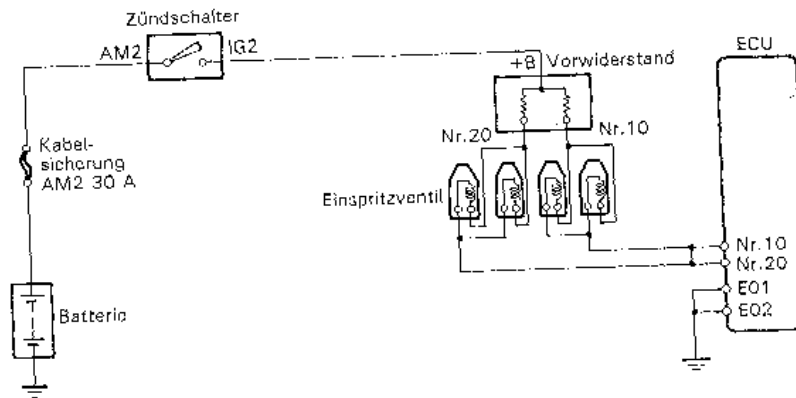 Zündschalter
AM2
IG2
ECU
+B Vorwiderstand
Nr.20
Nr.10
Kabel-
sicherung
AM2 30 A
Einspritzventil
Nr.10
Nr.20
E01
E02
Batterie